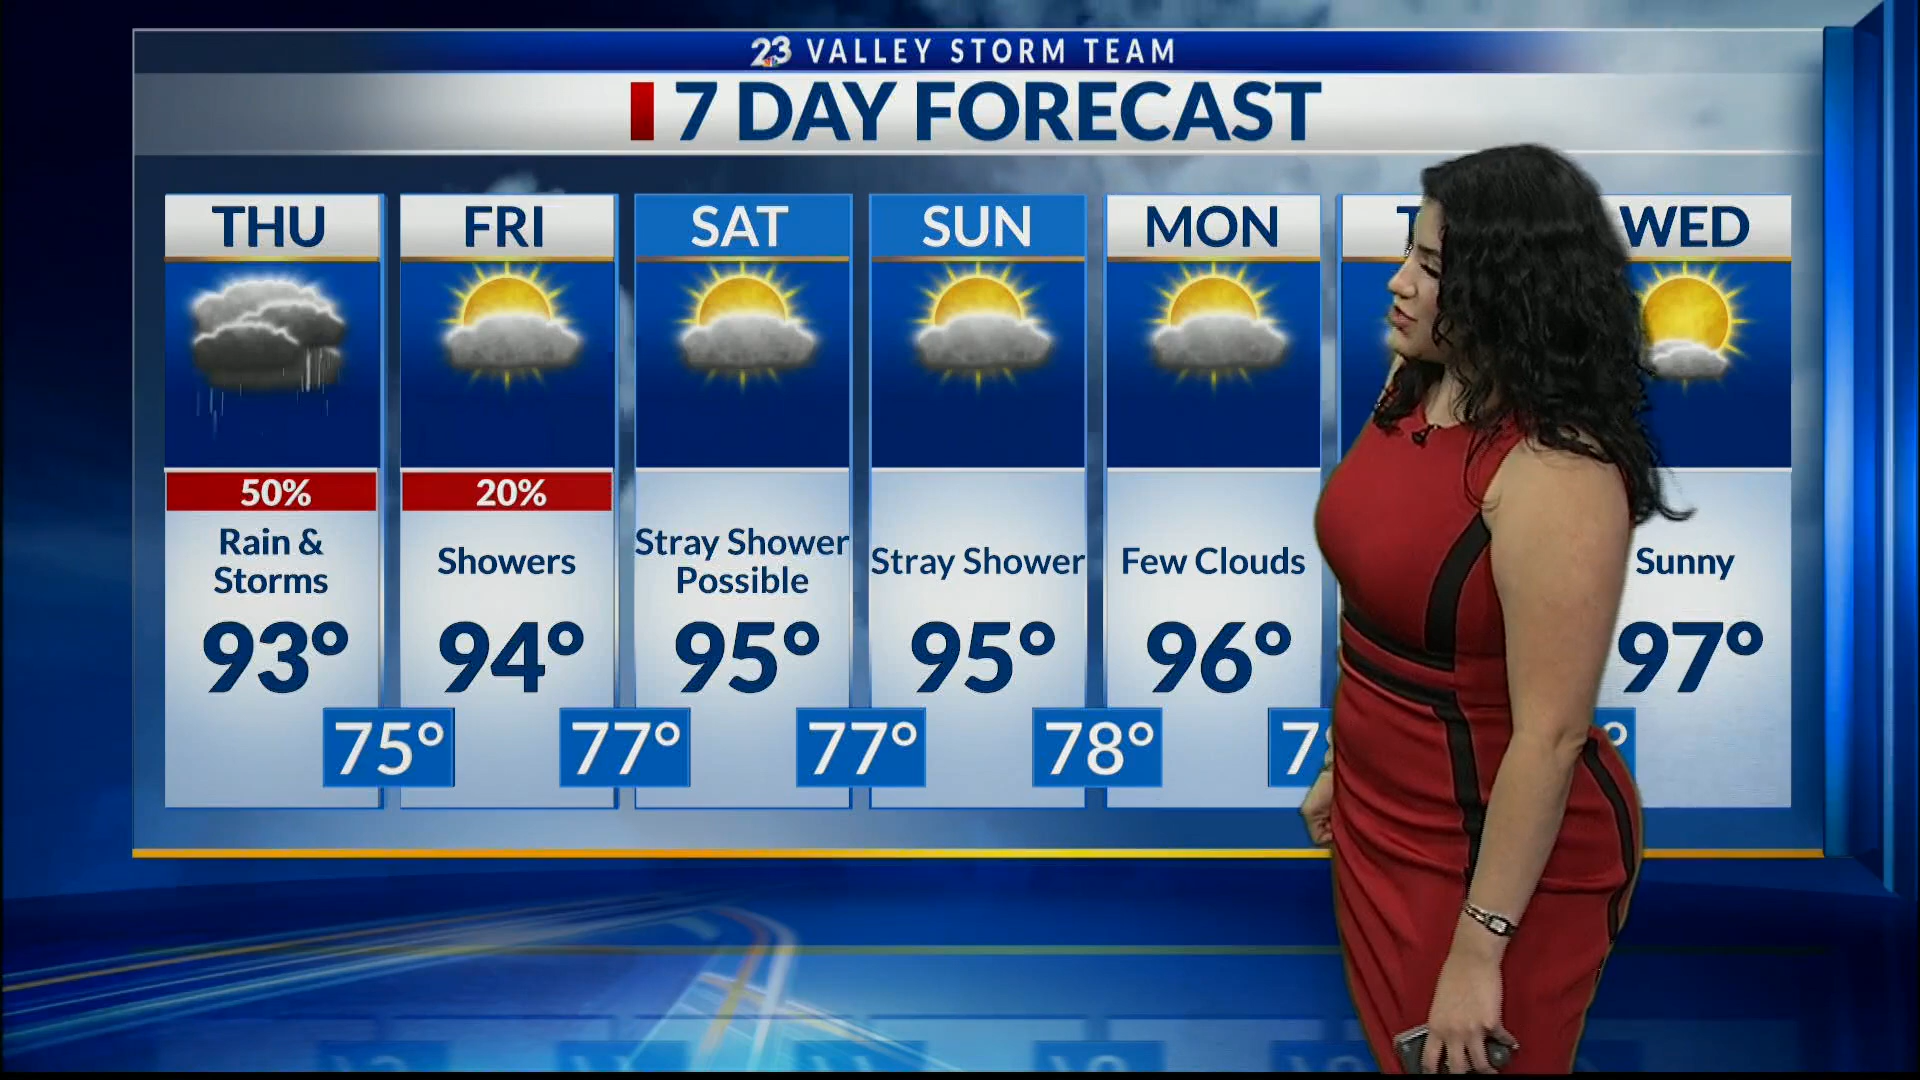 23 VALLEY STORM TEAM
7 DAY FORECAST
THU
FRI
SAT
SUN
MON
WED
50%
20%
Rain &
Storms
Showers
Stray Shower
Possible
Stray Shower
Few Clouds
Sunny
93°
94°
95°
95°
96°
97°
75°
77°
77°
78°